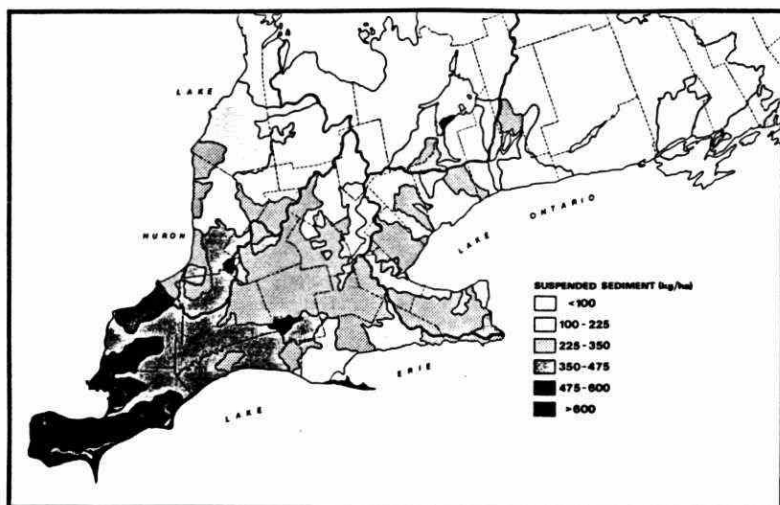 LAKE
HURON
LAKE ONTARIO
LAKE ERIE
SUSPENDED SEDIMENT (kg/ha)
<100
100-225
225-350
350-475
475-600
>600